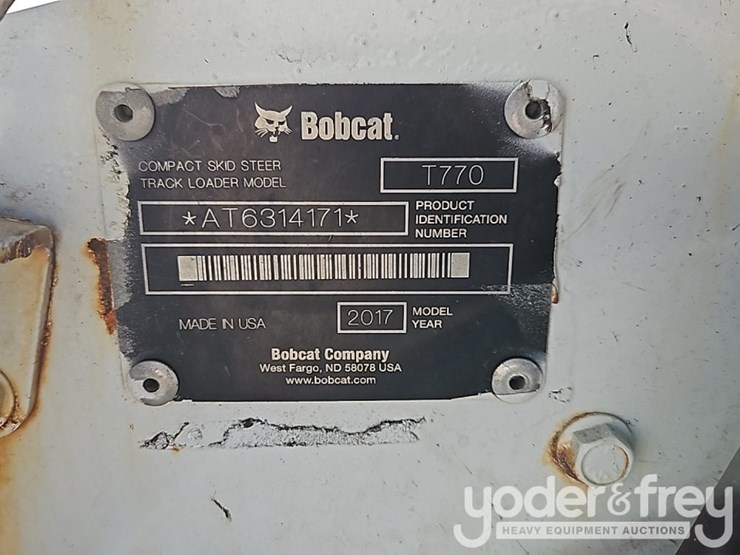 Bobcat.
COMPACT SKID STEER
TRACK LOADER MODEL
T770
*AT6314171*
PRODUCT
IDENTIFICATION
NUMBER
MADE IN USA
2017
MODEL
YEAR
Bobcat Company
West Fargo, ND 58078 USA
www.bobcat.com
yoder&frey
HEAVY EQUIPMENT AUCTIONS